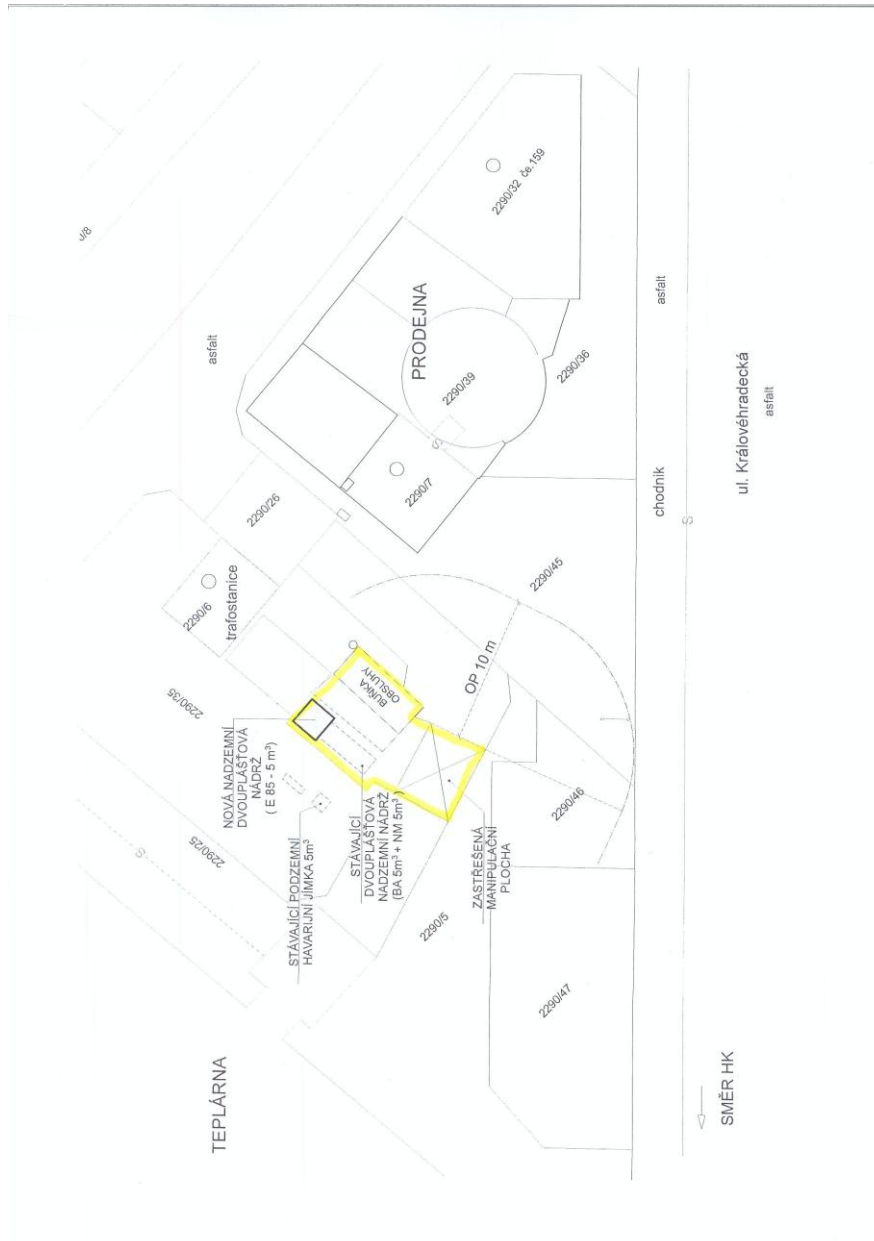 TEPLÁRNA
2290/25
S
STÁVAJÍCÍ PODZEMNÍ
HAVARIJNÍ JÍMKA 5m³
NOVÁ NADZEMNÍ
DVOUPLÁŠŤOVÁ
NÁDRŽ
( E 85 - 5 m³)
STÁVAJÍCÍ
DVOUPLÁŠŤOVÁ
NADZEMNÍ NÁDRŽ
(BA 5m³ + NM 5m³ )
2290/35
2290/6
trafostanice
2290/26
asfalt
BUŇKA
OBSLUHY
2290/5
ZASTŘEŠENÁ
MANIPULAČNÍ
PLOCHA
OP 10 m
2290/46
2290/45
2290/47
2290/7
S
2290/39
PRODEJNA
2290/36
2290/32 če.159
chodník
asfalt
S
SMĚR HK
ul. Královéhradecká
asfalt